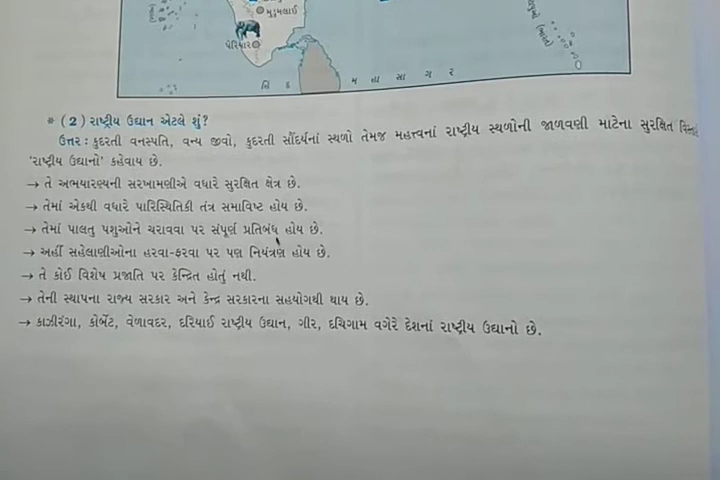 મુદુમલાઈ
પેરિયાર
હિ દ મ હા સા ગ ર
* (2) રાષ્ટ્રીય ઉદ્યાન એટલે શું?
ઉત્તર : કુદરતી વનસ્પતિ, વન્ય જીવો, કુદરતી સૌંદર્યનાં સ્થળો તેમજ મહત્ત્વનાં રાષ્ટ્રીય સ્થળોની જાળવણી માટેના સુરક્ષિત
'રાષ્ટ્રીય ઉદ્યાનો' કહેવાય છે.
→ તે અભયારણ્યની સરખામણીએ વધારે સુરક્ષિત ક્ષેત્ર છે.
→ તેમાં એકથી વધારે પારિસ્થિતિકી તંત્ર સમાવિષ્ટ હોય છે.
→ તેમાં પાલતુ પશુઓને ચરાવવા પર સંપૂર્ણ પ્રતિબંધ હોય છે.
→ અહીં સહેલાણીઓના હરવા-ફરવા પર પણ નિયંત્રણ હોય છે.
→ તે કોઈ વિશેષ પ્રજાતિ પર કેન્દ્રિત હોતું નથી.
→ તેની સ્થાપના રાજ્ય સરકાર અને કેન્દ્ર સરકારના સહયોગથી થાય છે.
→ કાઝીરંગા, કોર્બેટ, વેળાવદર, દરિયાઈ રાષ્ટ્રીય ઉદ્યાન, ગીર, દચિગામ વગેરે દેશનાં રાષ્ટ્રીય ઉદ્યાનો છે.